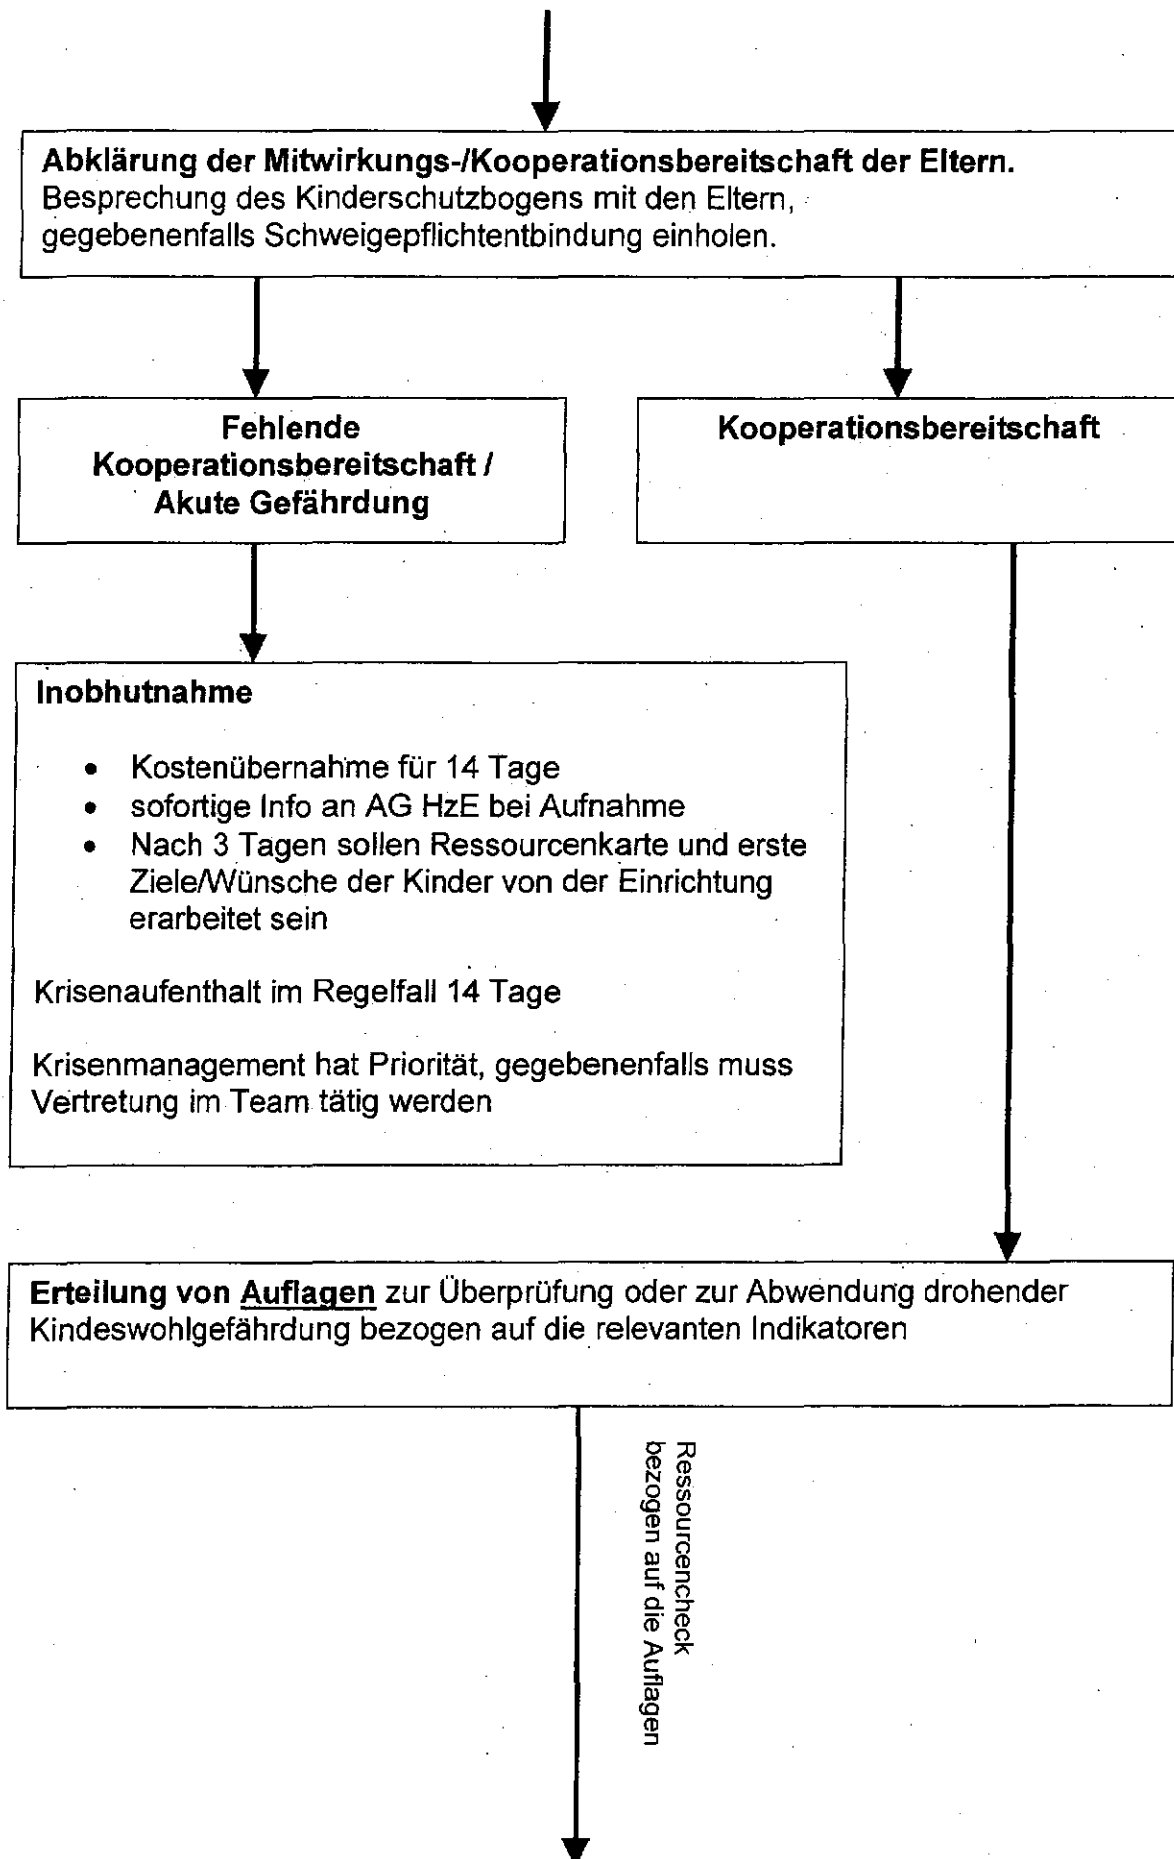 Abklärung der Mitwirkungs-/Kooperationsbereitschaft der Eltern.
Besprechung des Kinderschutzbogens mit den Eltern,
gegebenenfalls Schweigepflichtentbindung einholen.
Fehlende
Kooperationsbereitschaft /
Akute Gefährdung
Kooperationsbereitschaft
Inobhutnahme
• Kostenübernahme für 14 Tage
• sofortige Info an AG HzE bei Aufnahme
• Nach 3 Tagen sollen Ressourcenkarte und erste
Ziele/Wünsche der Kinder von der Einrichtung
erarbeitet sein
Krisenaufenthalt im Regelfall 14 Tage
Krisenmanagement hat Priorität, gegebenenfalls muss
Vertretung im Team tätig werden
Erteilung von Auflagen zur Überprüfung oder zur Abwendung drohender
Kindeswohlgefährdung bezogen auf die relevanten Indikatoren
Ressourcencheck
bezogen auf die Auflagen